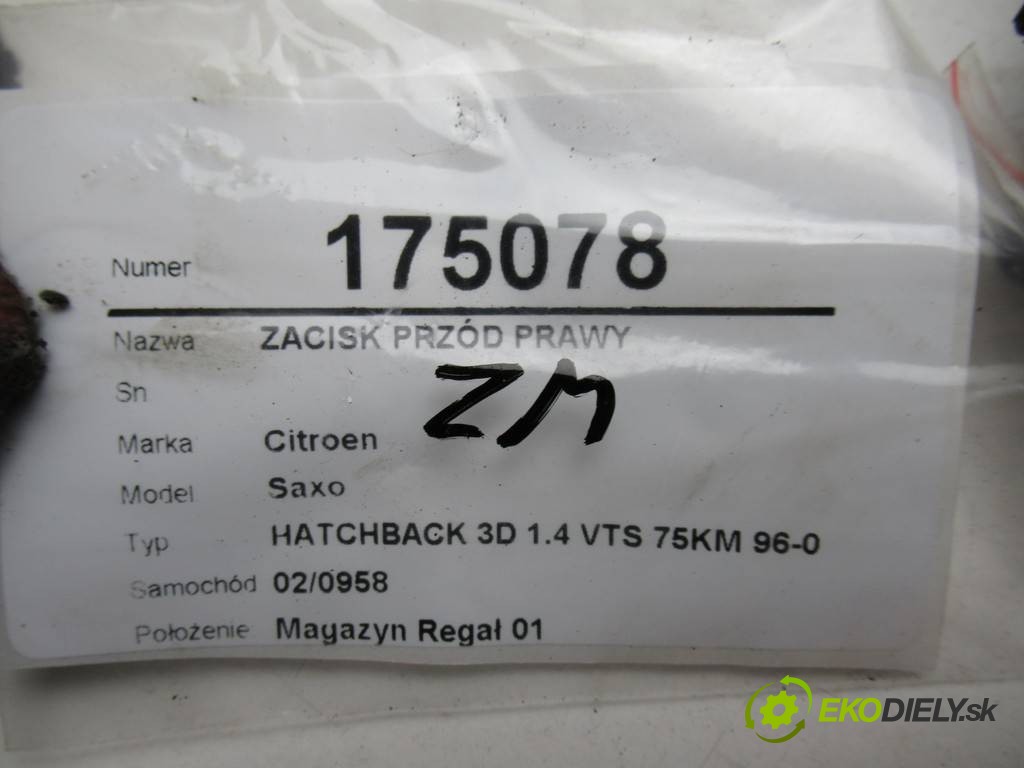 Numer 175078
Nazwa ZACISK PRZÓD PRAWY
Sn
ZM
Marka Citroen
Model Saxo
Typ HATCHBACK 3D 1.4 VTS 75KM 96-0
Samochód 02/0958
Położenie Magazyn Regał 01
EKODIELY.sk